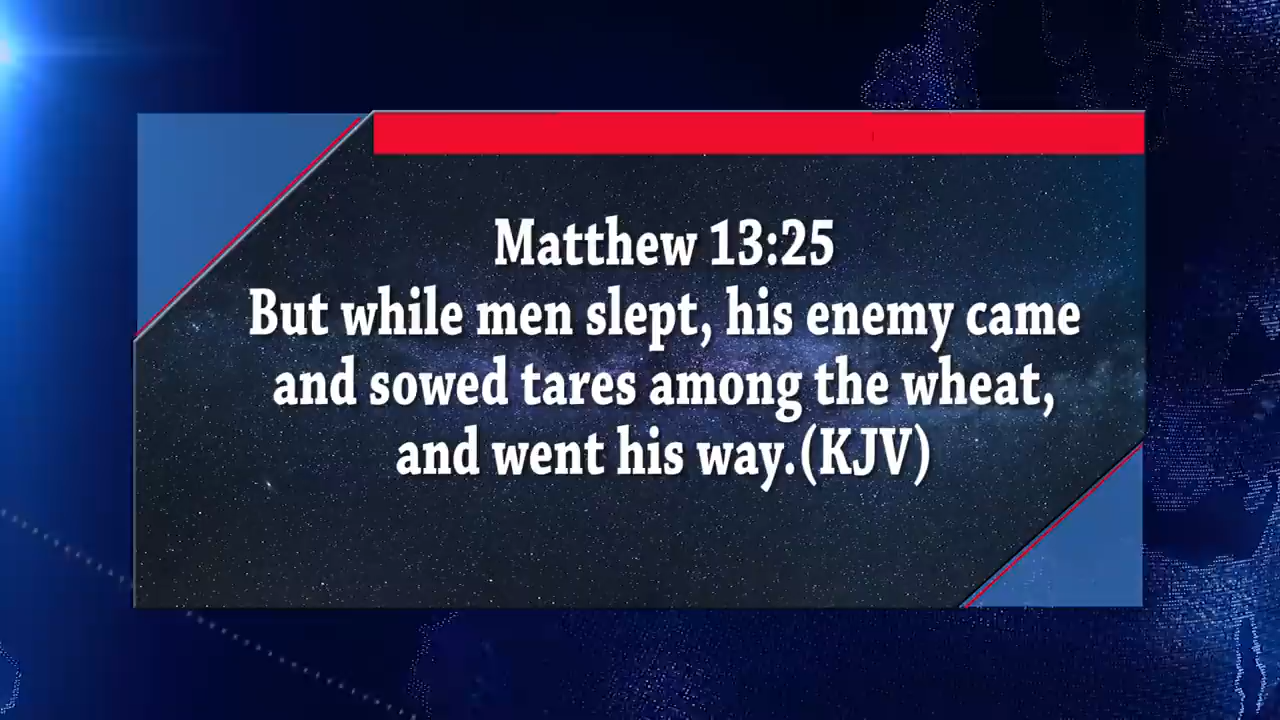 Matthew 13:25
But while men slept, his enemy came
and sowed tares among the wheat,
and went his way.(KJV)